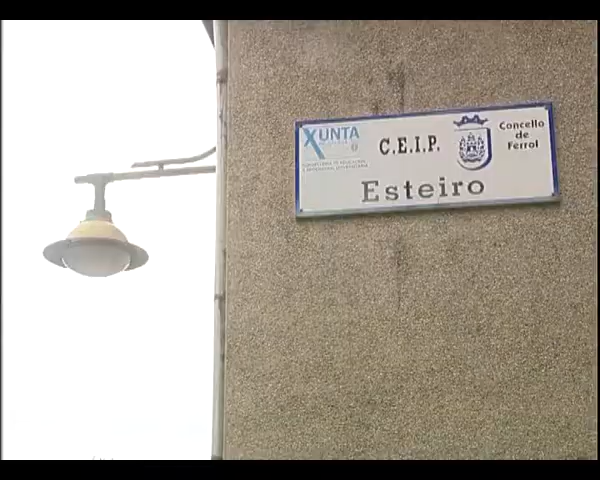 XUNTA
C.E.I.P.
Concello
de
Ferrol
Esteiro